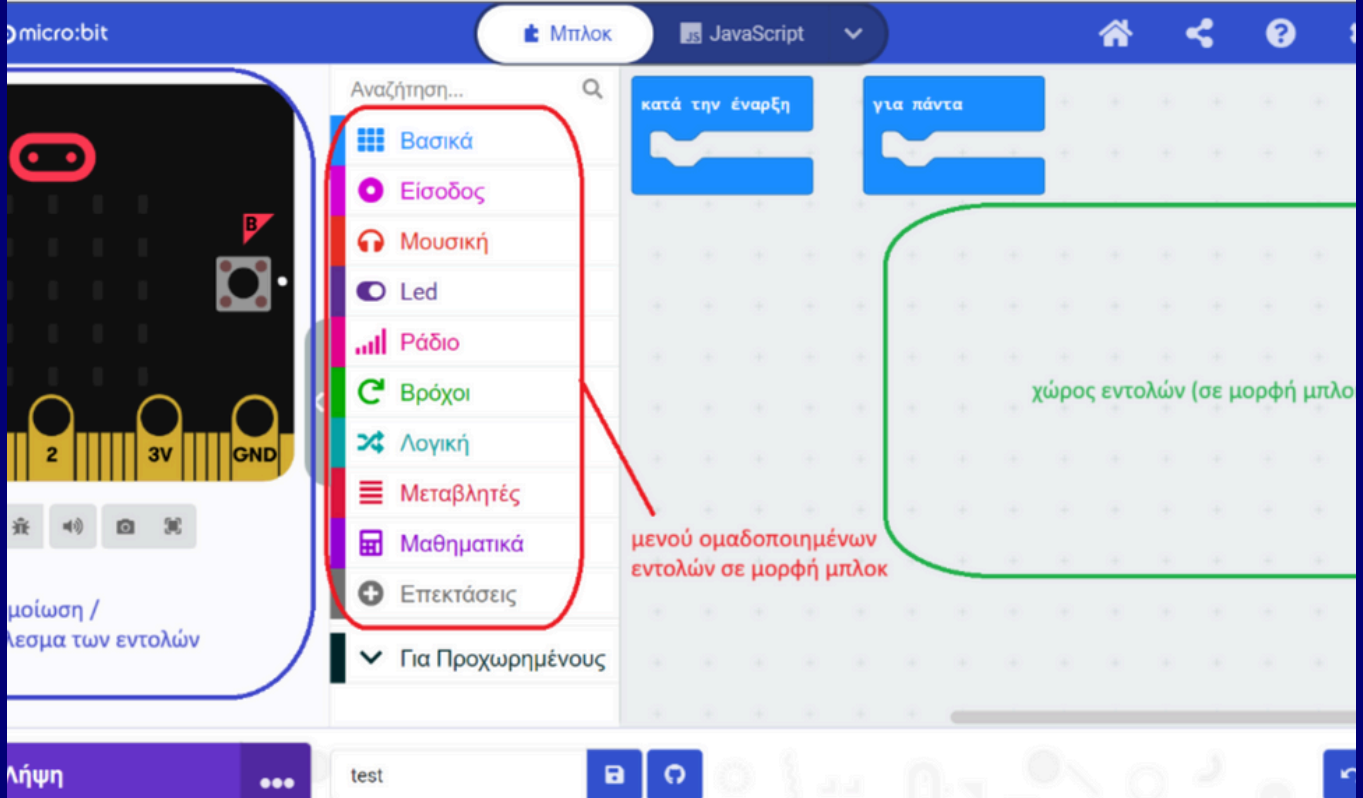 micro:bit
Μπλοκ
JS JavaScript
Αναζήτηση...
Βασικά
Είσοδος
Μουσική
Led
Ράδιο
Βρόχοι
Λογική
Μεταβλητές
Μαθηματικά
Επεκτάσεις
Για Προχωρημένους
κατά την έναρξη
για πάντα
B
2 3V GND
μοίωση /
λεσμα των εντολών
μενού ομαδοποιημένων
εντολών σε μορφή μπλοκ
χώρος εντολών (σε μορφή μπλο
Λήψη
test